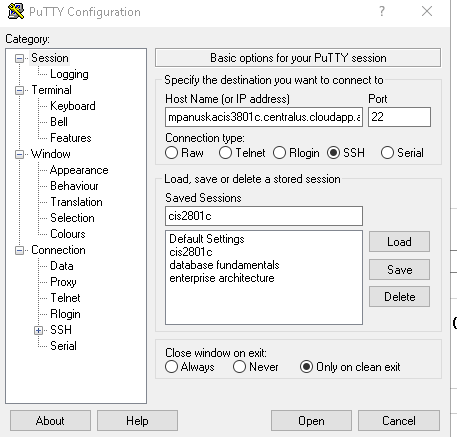 PuTTY Configuration
?
Category:
Session
Logging
Terminal
Keyboard
Bell
Features
Window
Appearance
Behaviour
Translation
Selection
Colours
Connection
Data
Proxy
Telnet
Rlogin
SSH
Serial
Basic options for your PuTTY session
Specify the destination you want to connect to
Host Name (or IP address) Port
mpanuskacis3801c.centralus.cloudapp.a 22
Connection type:
Raw Telnet Rlogin SSH Serial
Load, save or delete a stored session
Saved Sessions
cis2801c
Default Settings
cis2801c
database fundamentals
enterprise architecture
Load
Save
Delete
Close window on exit:
Always Never Only on clean exit
About Help Open Cancel